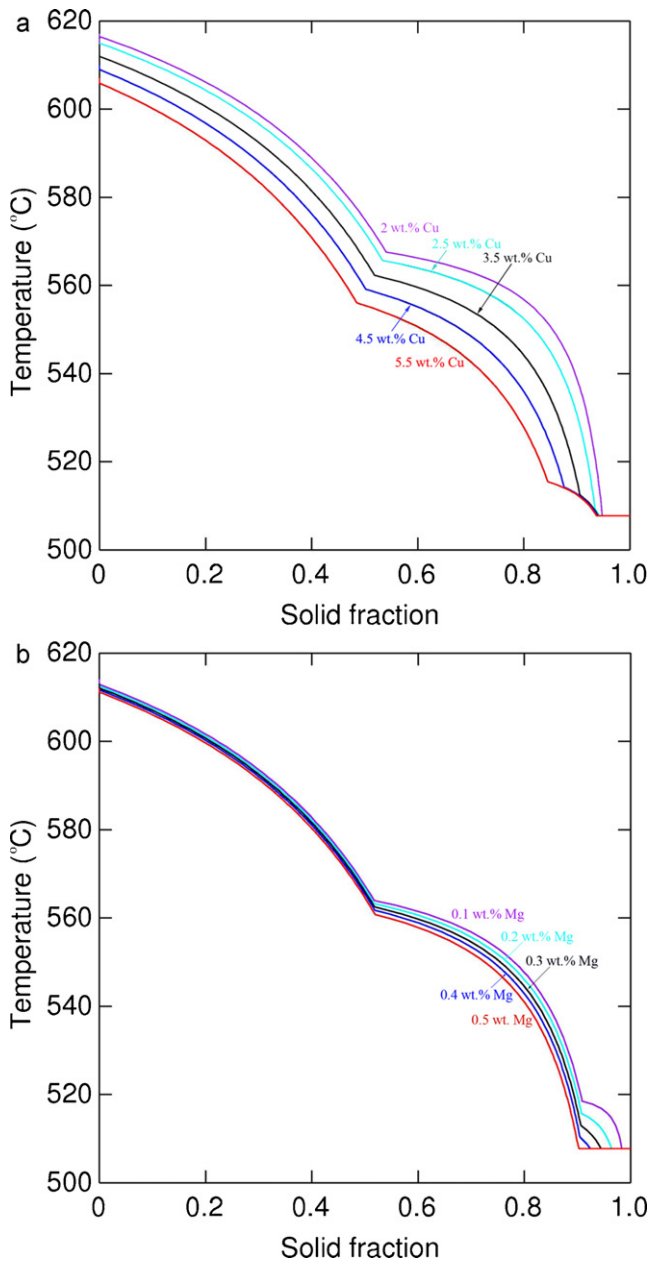 a
620
600
580
560
540
520
500
Temperature (°C)
2 wt.% Cu
2.5 wt.% Cu
3.5 wt.% Cu
4.5 wt.% Cu
5.5 wt.% Cu
0 0.2 0.4 0.6 0.8 1.0
Solid fraction
b
620
600
580
560
540
520
500
Temperature (°C)
0.1 wt.% Mg
0.2 wt.% Mg
0.3 wt.% Mg
0.4 wt.% Mg
0.5 wt. Mg
0 0.2 0.4 0.6 0.8 1.0
Solid fraction